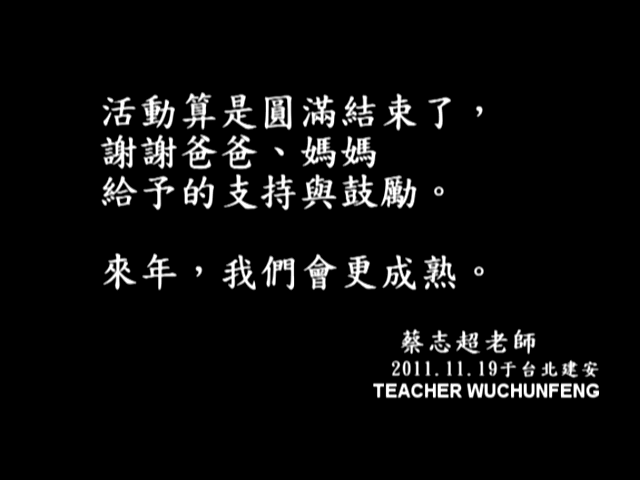 活動算是圓滿結束了，
謝謝爸爸、媽媽
給予的支持與鼓勵。
來年，我們會更成熟。
蔡志超老師
2011.11.19于台北建安
TEACHER WUCHUNFENG